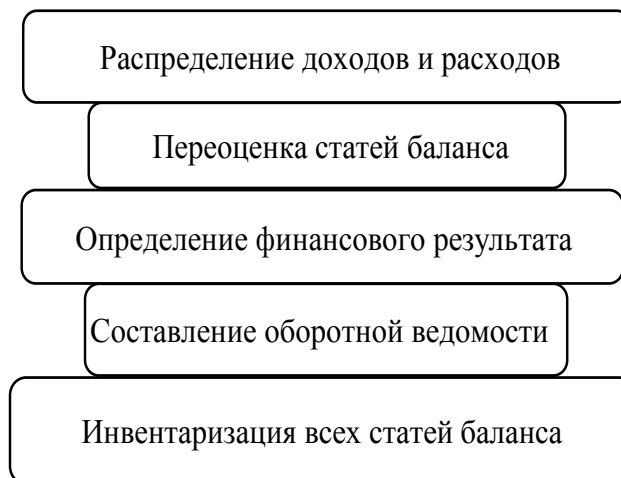 Распределение доходов и расходов
Переоценка статей баланса
Определение финансового результата
Составление оборотной ведомости
Инвентаризация всех статей баланса